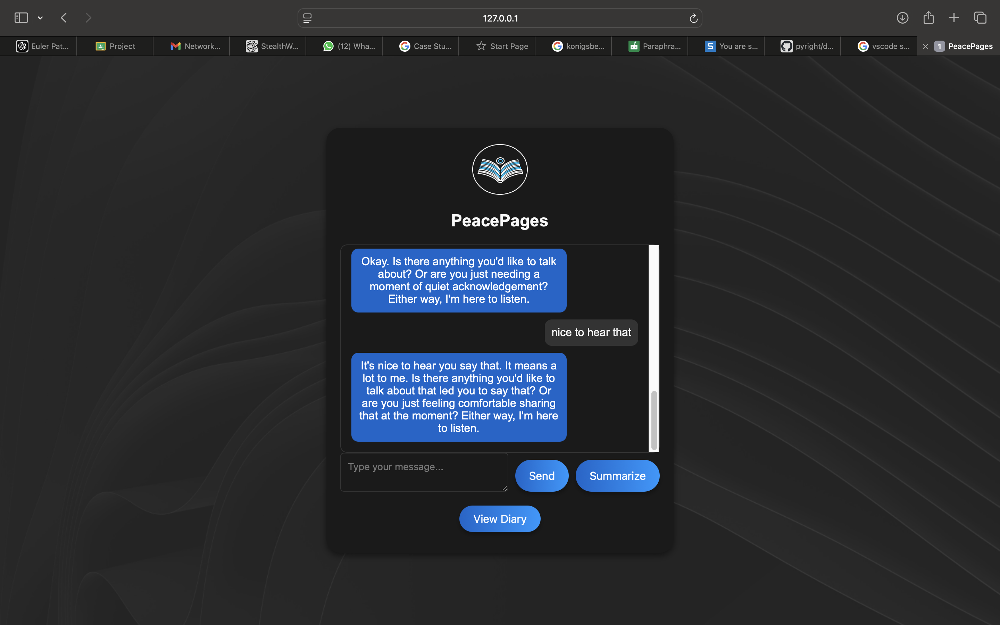 127.0.0.1
Euler Pat...
Project
Network...
StealthW...
(12) Wha...
Case Stu...
Start Page
konigsbe...
Paraphra...
S You are s...
pyright/d...
vscode s...
1 PeacePages
PeacePages
Okay. Is there anything you'd like to talk
about? Or are you just needing a
moment of quiet acknowledgement?
Either way, I'm here to listen.
nice to hear that
It's nice to hear you say that. It means a
lot to me. Is there anything you'd like to
talk about that led you to say that? Or
are you just feeling comfortable sharing
that at the moment? Either way, I'm here
to listen.
Type your message...
Send
Summarize
View Diary